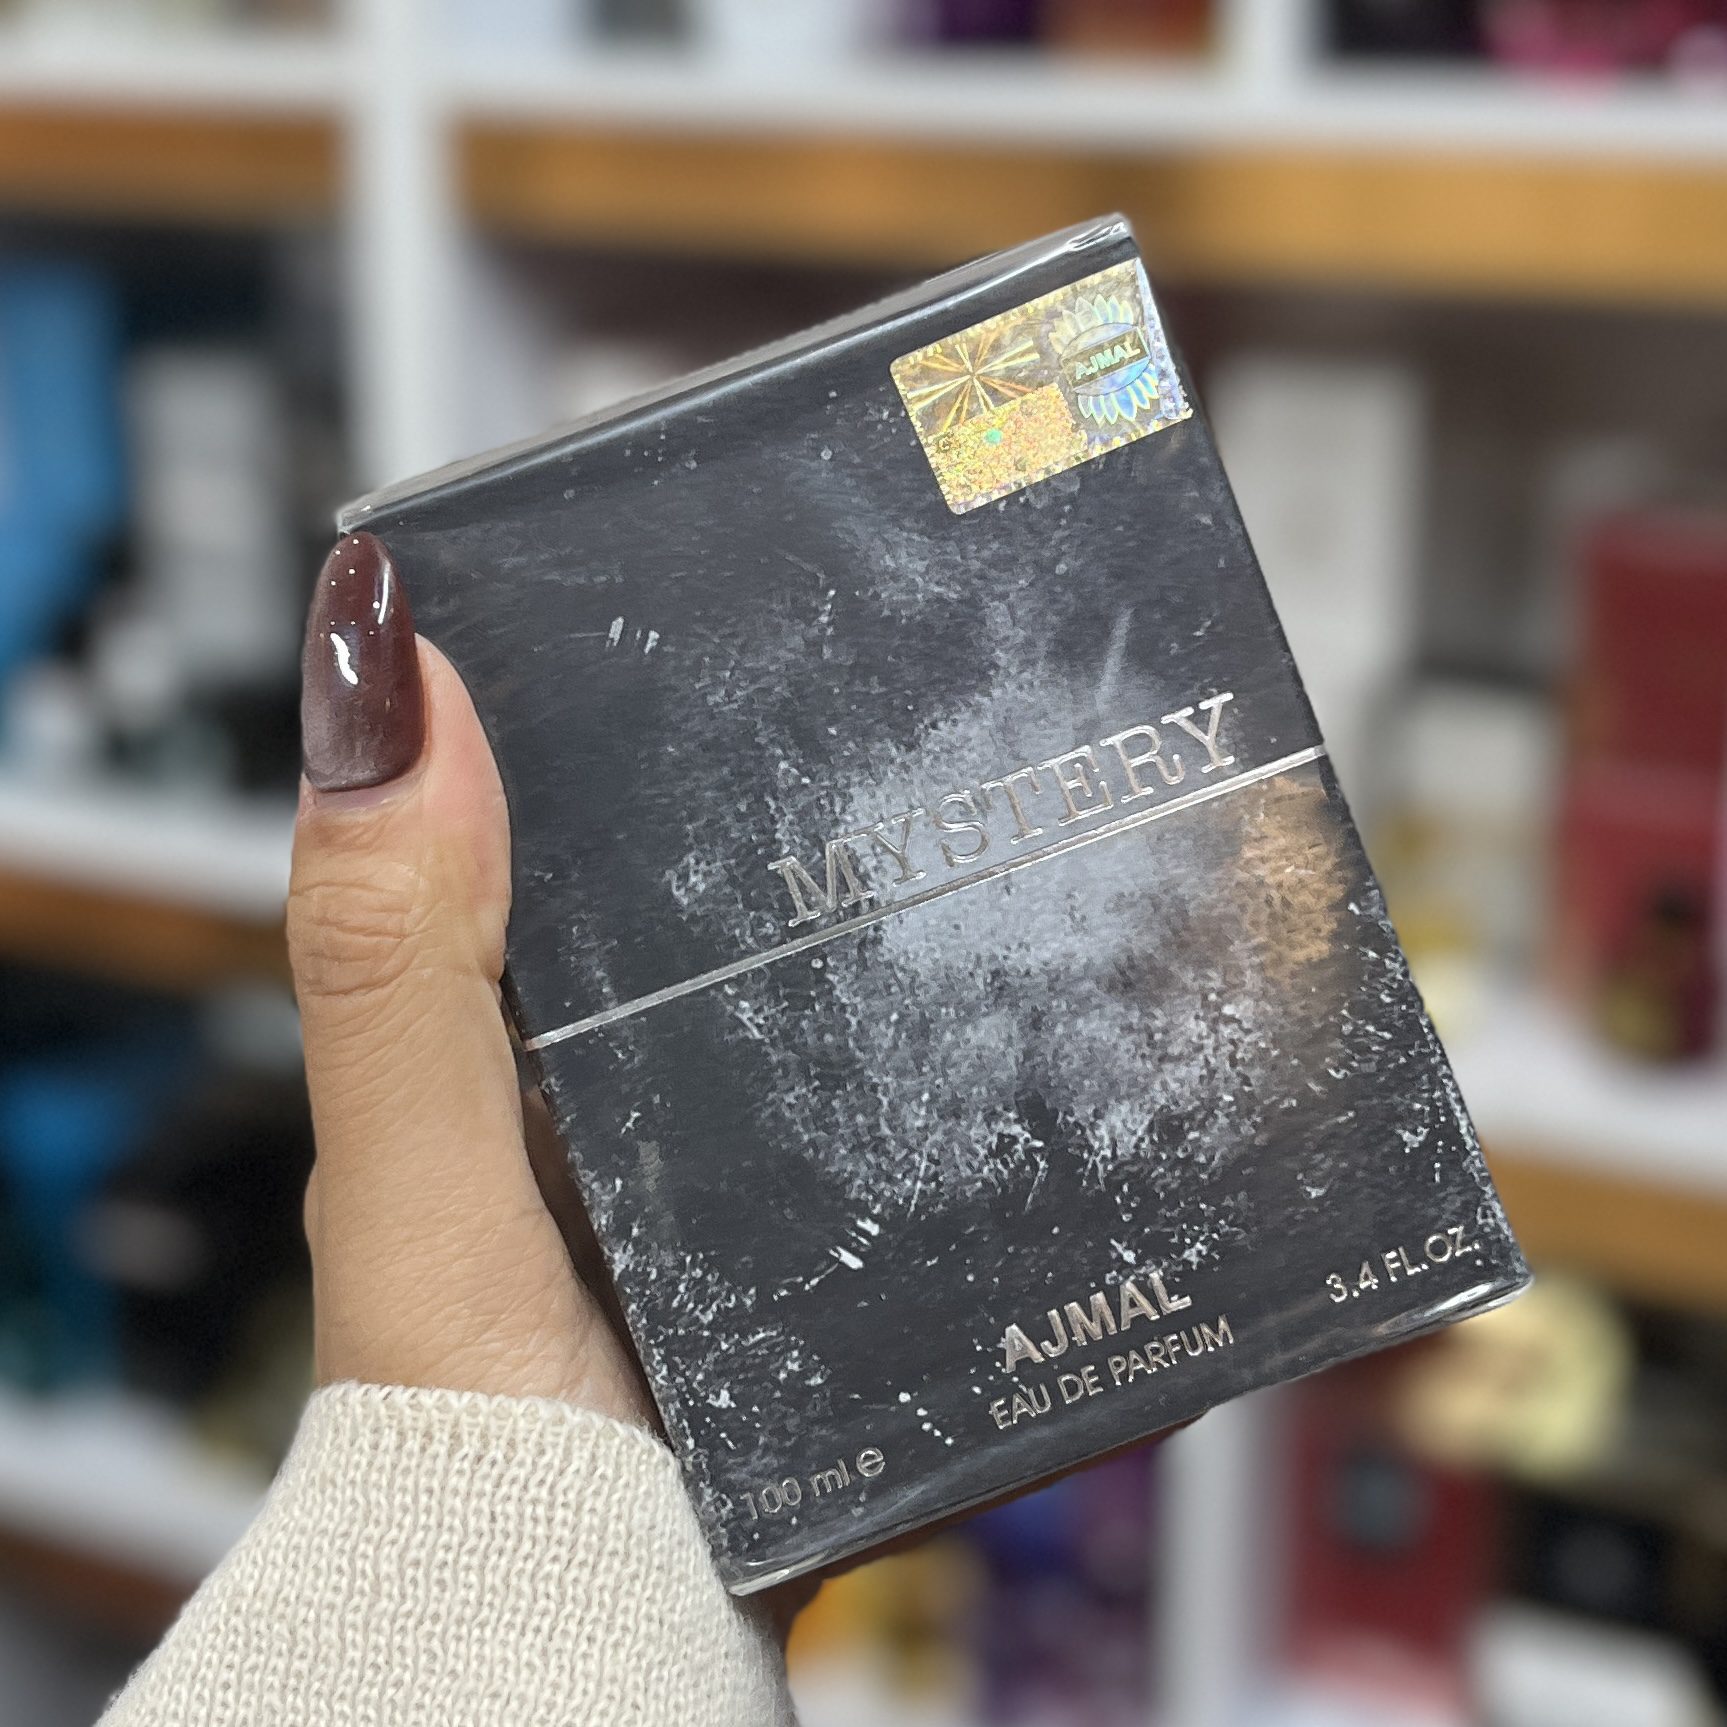 AJMAL
MYSTERY
AJMAL
EAU DE PARFUM
100 ml e
3.4 FL.OZ.